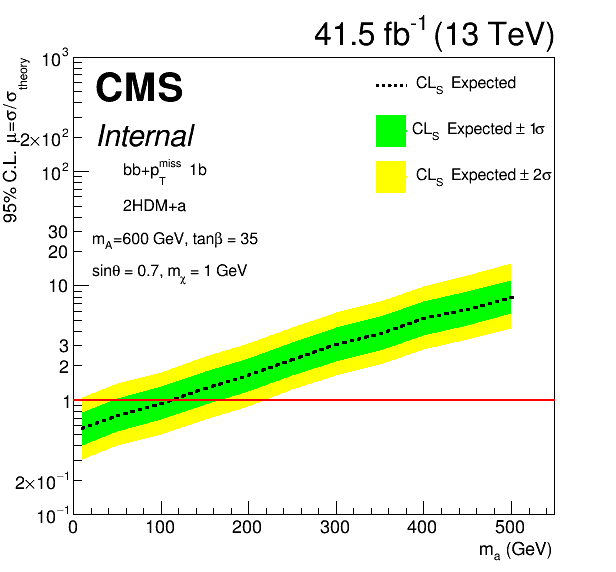 41.5 fb⁻¹ (13 TeV)
95% C.L. μ=σ/σ_theory
CMS
Internal
bb+p_T^miss 1b
2HDM+a
m_A=600 GeV, tanβ = 35
sinθ = 0.7, m_χ = 1 GeV
CL_S Expected
CL_S Expected ± 1σ
CL_S Expected ± 2σ
10³
2×10²
10²
30
20
10
3
2
1
2×10⁻¹
10⁻¹
0 100 200 300 400 500
m_a (GeV)